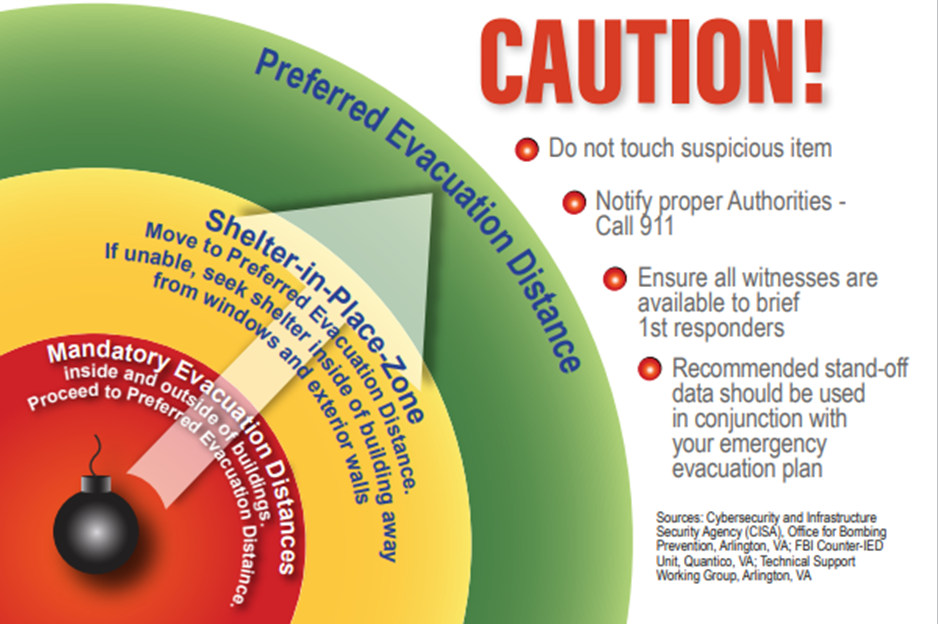 CAUTION!
Do not touch suspicious item
Notify proper Authorities -
Call 911
Ensure all witnesses are
available to brief
1st responders
Recommended stand-off
data should be used
in conjunction with
your emergency
evacuation plan
Sources: Cybersecurity and Infrastructure
Security Agency (CISA), Office for Bombing
Prevention, Arlington, VA; FBI Counter-IED
Unit, Quantico, VA; Technical Support
Working Group, Arlington, VA
Preferred Evacuation Distance
Shelter-in-Place-Zone
Move to Preferred Evacuation Distance.
If unable, seek shelter inside of building away
from windows and exterior walls
Mandatory Evacuation Distances
inside and outside of buildings.
Proceed to Preferred Evacuation Distaince.